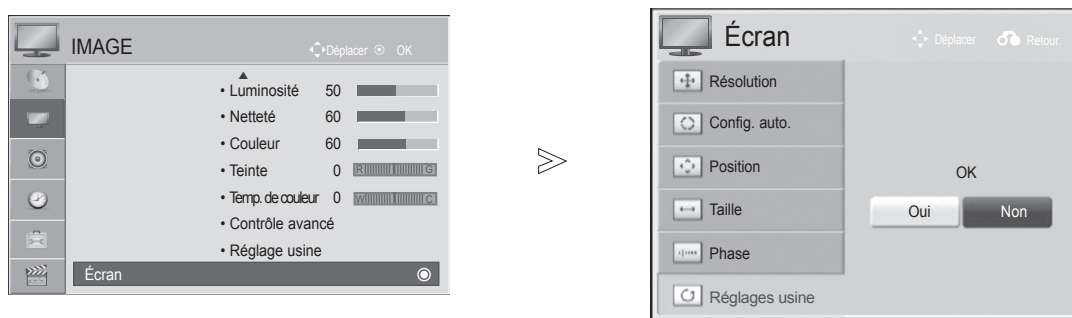 IMAGE
Déplacer OK
• Luminosité 50
• Netteté 60
• Couleur 60
• Teinte 0 R G
• Temp. de couleur 0 W C
• Contrôle avancé
• Réglage usine
Écran
Écran
Déplacer Retour.
Résolution
Config. auto.
Position
Taille
Phase
Réglages usine
OK
Oui Non